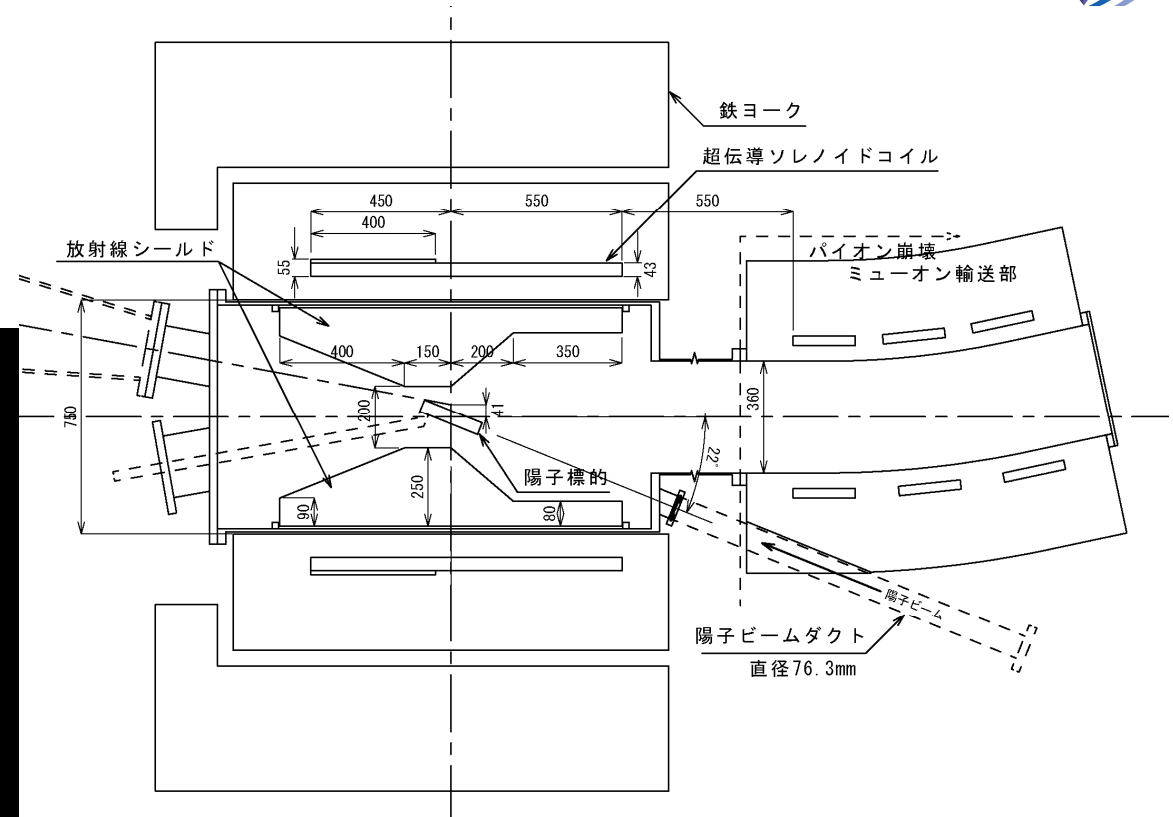 鉄ヨーク
超伝導ソレノイドコイル
450
550
550
400
放射線シールド
パイオン崩壊
ミューオン輸送部
55
43
400
150
200
350
200
41
360
22°
陽子標的
250
90
80
陽子ビーム
陽子ビームダクト
直径76.3mm